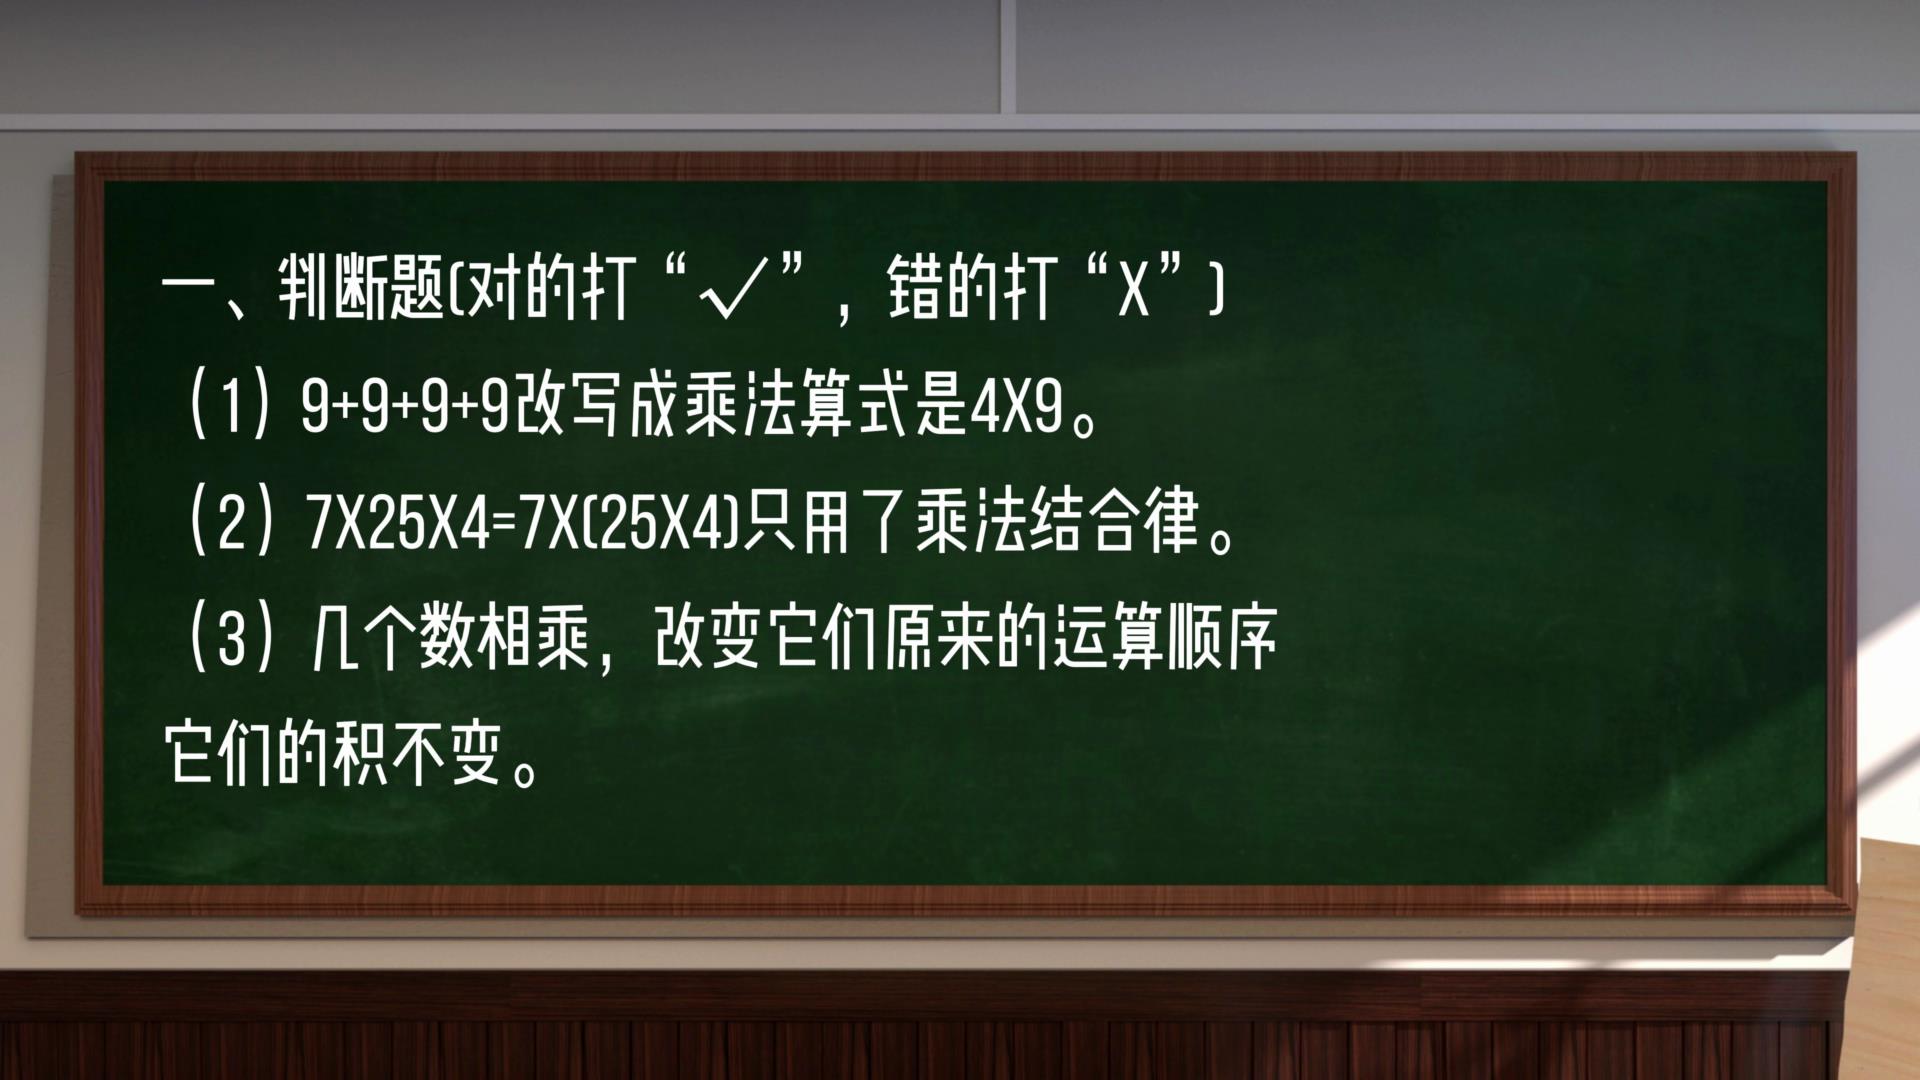 一、判断题(对的打“√”，错的打“X”)
（1）9+9+9+9改写成乘法算式是4X9。
（2）7X25X4=7X(25X4)只用了乘法结合律。
（3）几个数相乘，改变它们原来的运算顺序
它们的积不变。